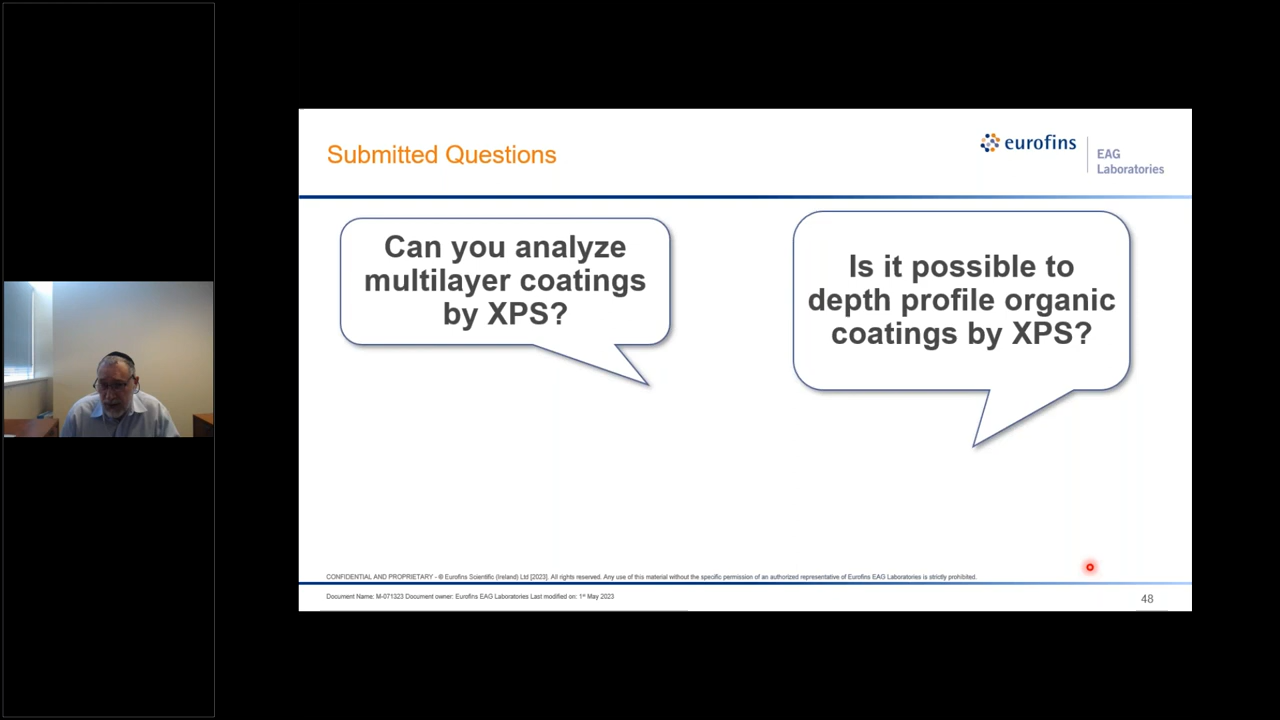 Submitted Questions
eurofins
EAG
Laboratories
Can you analyze
multilayer coatings
by XPS?
Is it possible to
depth profile organic
coatings by XPS?
CONFIDENTIAL AND PROPRIETARY - © Eurofins Scientific (Ireland) Ltd [2023]. All rights reserved. Any use of this material without the specific permission of an authorized representative of Eurofins EAG Laboratories is strictly prohibited.
Document Name: M-071323 Document owner: Eurofins EAG Laboratories Last modified on: 1st May 2023
48